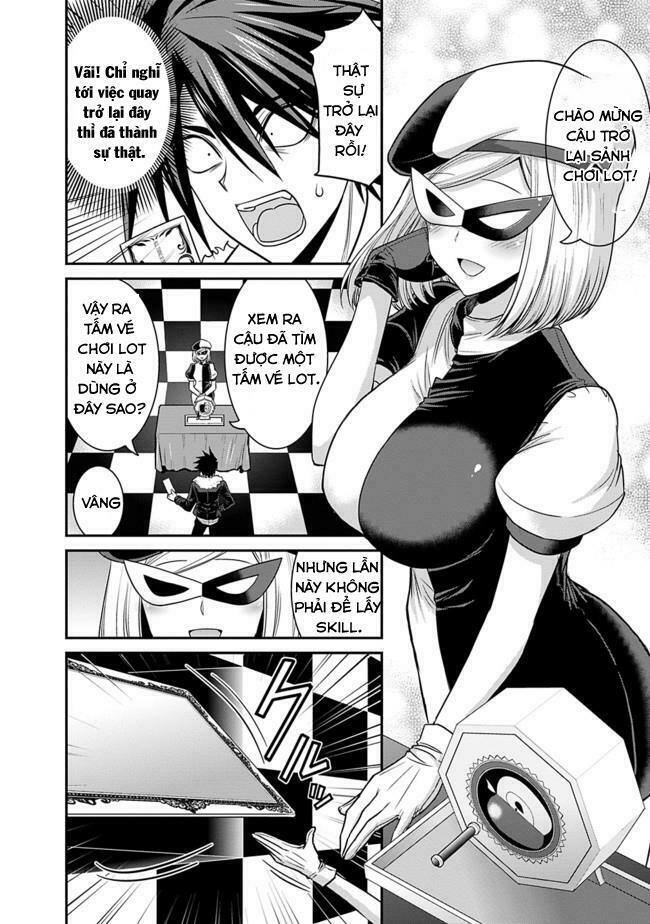 CHÀO MỪNG
CẬU TRỞ
LẠI SẢNH
CHƠI LOT!
THẬT
SỰ
TRỞ LẠI
ĐÂY
RỒI!
Vãi! Chỉ nghĩ
tới việc quay
trở lại đây
thì đã thành
sự thật.
XEM RA
CẬU ĐÃ TÌM
ĐƯỢC MỘT
TẤM VÉ LOT.
VẬY RA
TẤM VÉ
CHƠI LOT
NÀY LÀ
DÙNG Ở
ĐÂY SAO?
VÂNG
NHƯNG LẦN
NÀY KHÔNG
PHẢI ĐỂ LẤY
SKILL.
クルッ